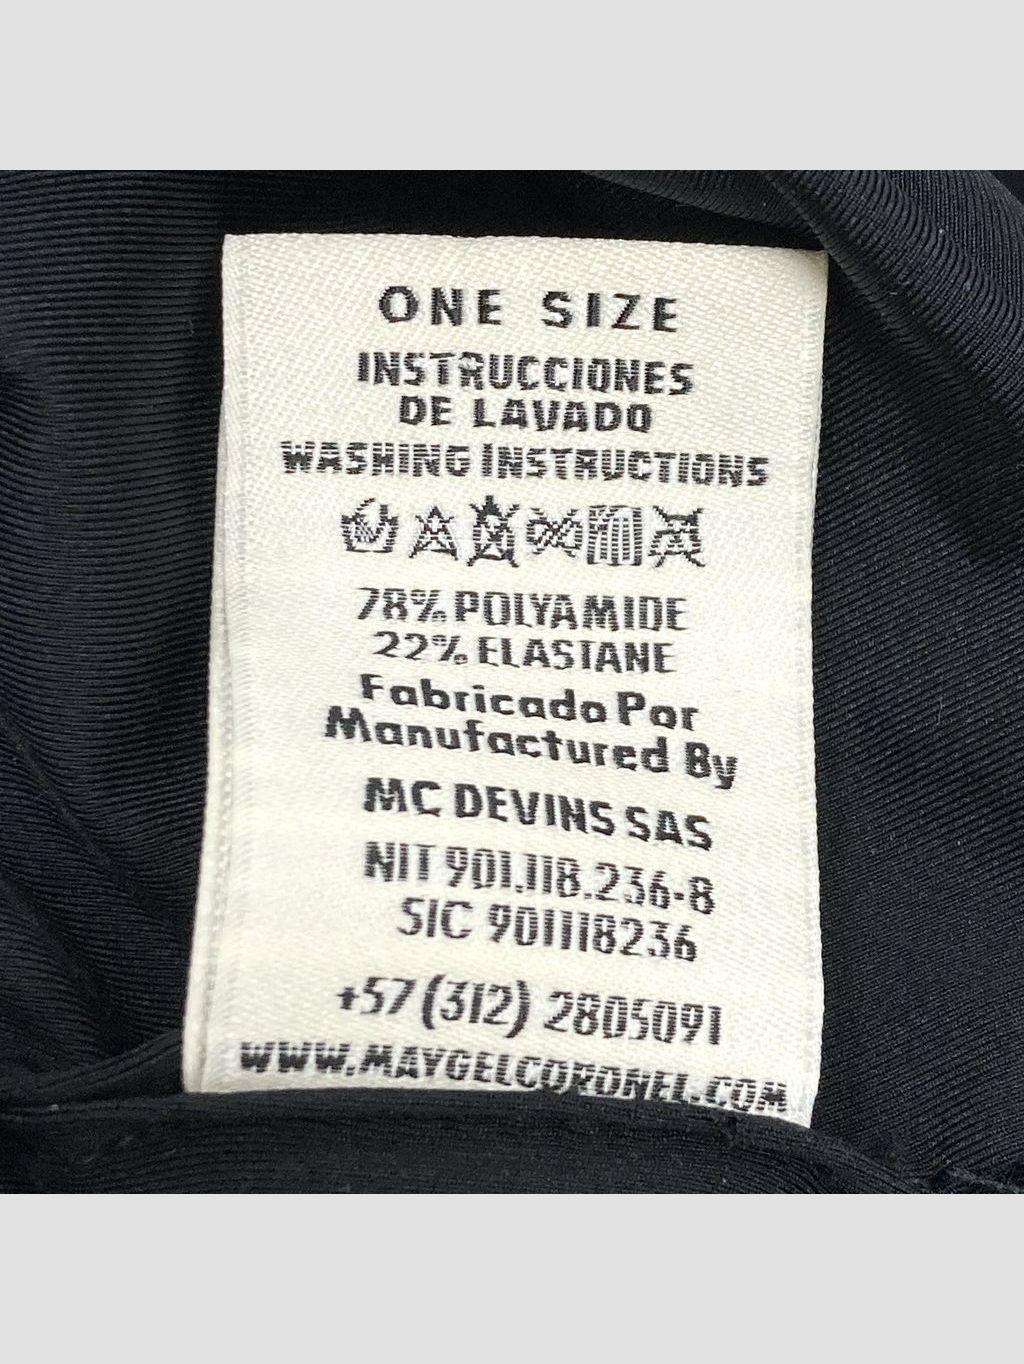 ONE SIZE
INSTRUCCIONES
DE LAVADO
WASHING INSTRUCTIONS
78% POLYAMIDE
22% ELASTANE
Fabricado Por
Manufactured By
MC DEVINS SAS
NIT 901.118.236-8
SIC 901118236
+57 (312) 2805091
WWW.MAYGELCORONEL.COM